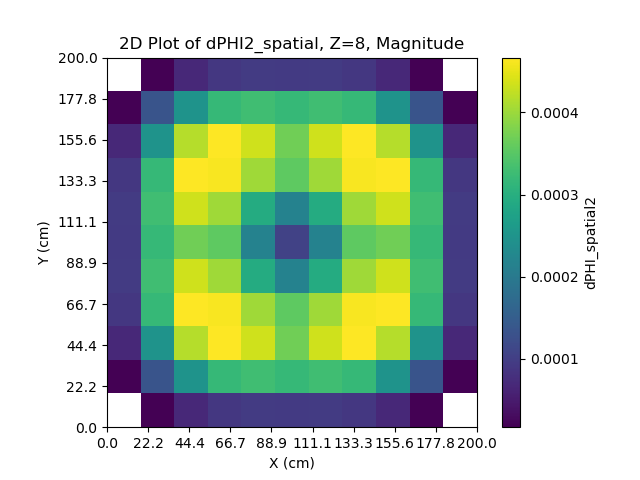 2D Plot of dPHI2_spatial, Z=8, Magnitude
200.0
177.8
155.6
133.3
111.1
88.9
66.7
44.4
22.2
0.0
Y (cm)
0.0 22.2 44.4 66.7 88.9 111.1 133.3 155.6 177.8 200.0
X (cm)
0.0004
0.0003
0.0002
0.0001
dPHI_spatial2